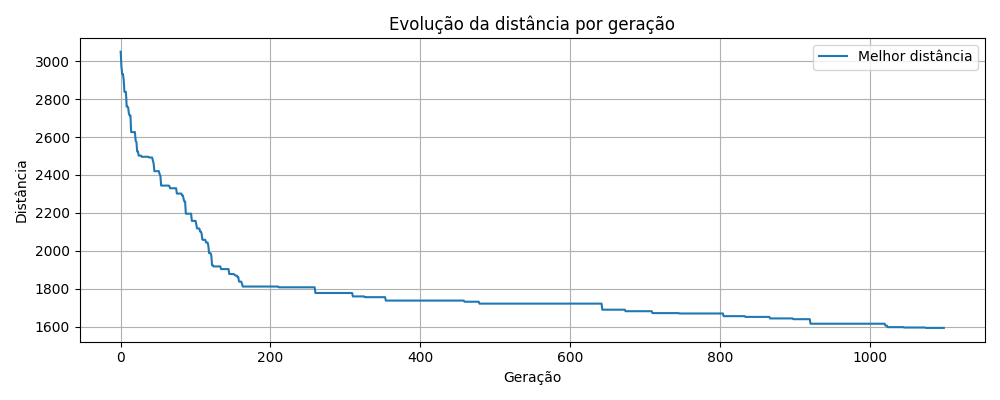 Evolução da distância por geração
Melhor distância
Distância
3000
2800
2600
2400
2200
2000
1800
1600
0 200 400 600 800 1000
Geração